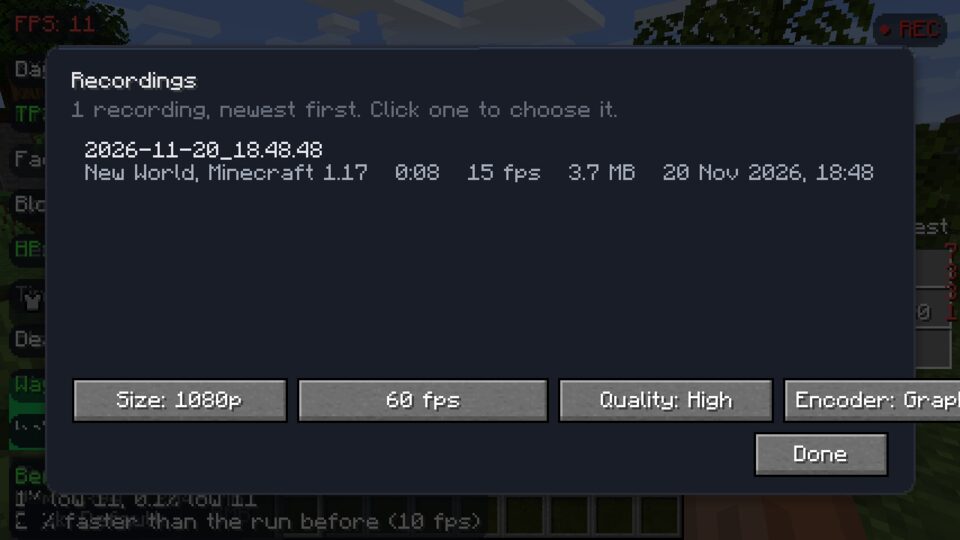 FPS: 11
REC
Recordings
1 recording, newest first. Click one to choose it.
2026-11-20_18.48.48
New World, Minecraft 1.17 0:08 15 fps 3.7 MB 20 Nov 2026, 18:48
Size: 1080p
60 fps
Quality: High
Encoder: Grap
Done
faster than the run before (10 fps)